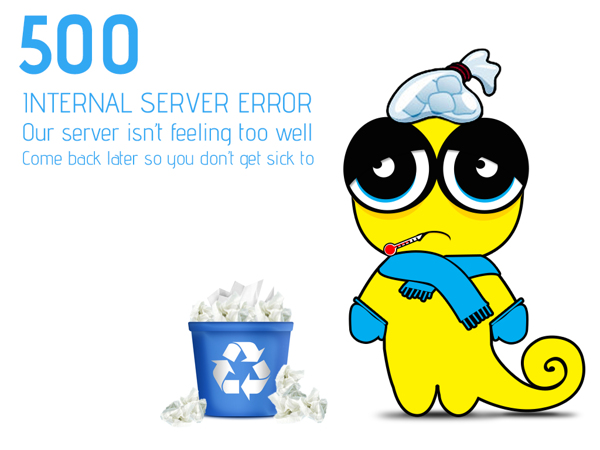 500
INTERNAL SERVER ERROR
Our server isn't feeling too well
Come back later so you don't get sick to